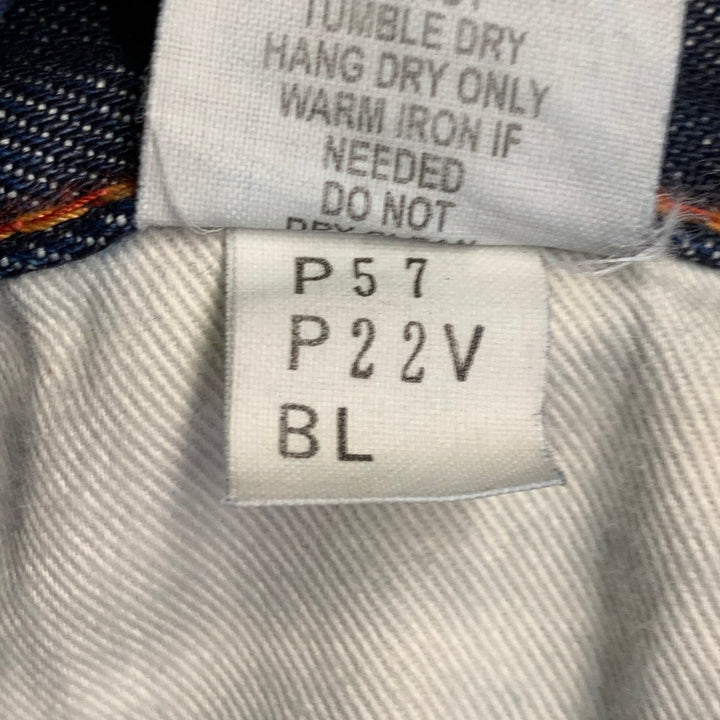 TUMBLE DRY
HANG DRY ONLY
WARM IRON IF
NEEDED
DO NOT
P57
P22V
BL